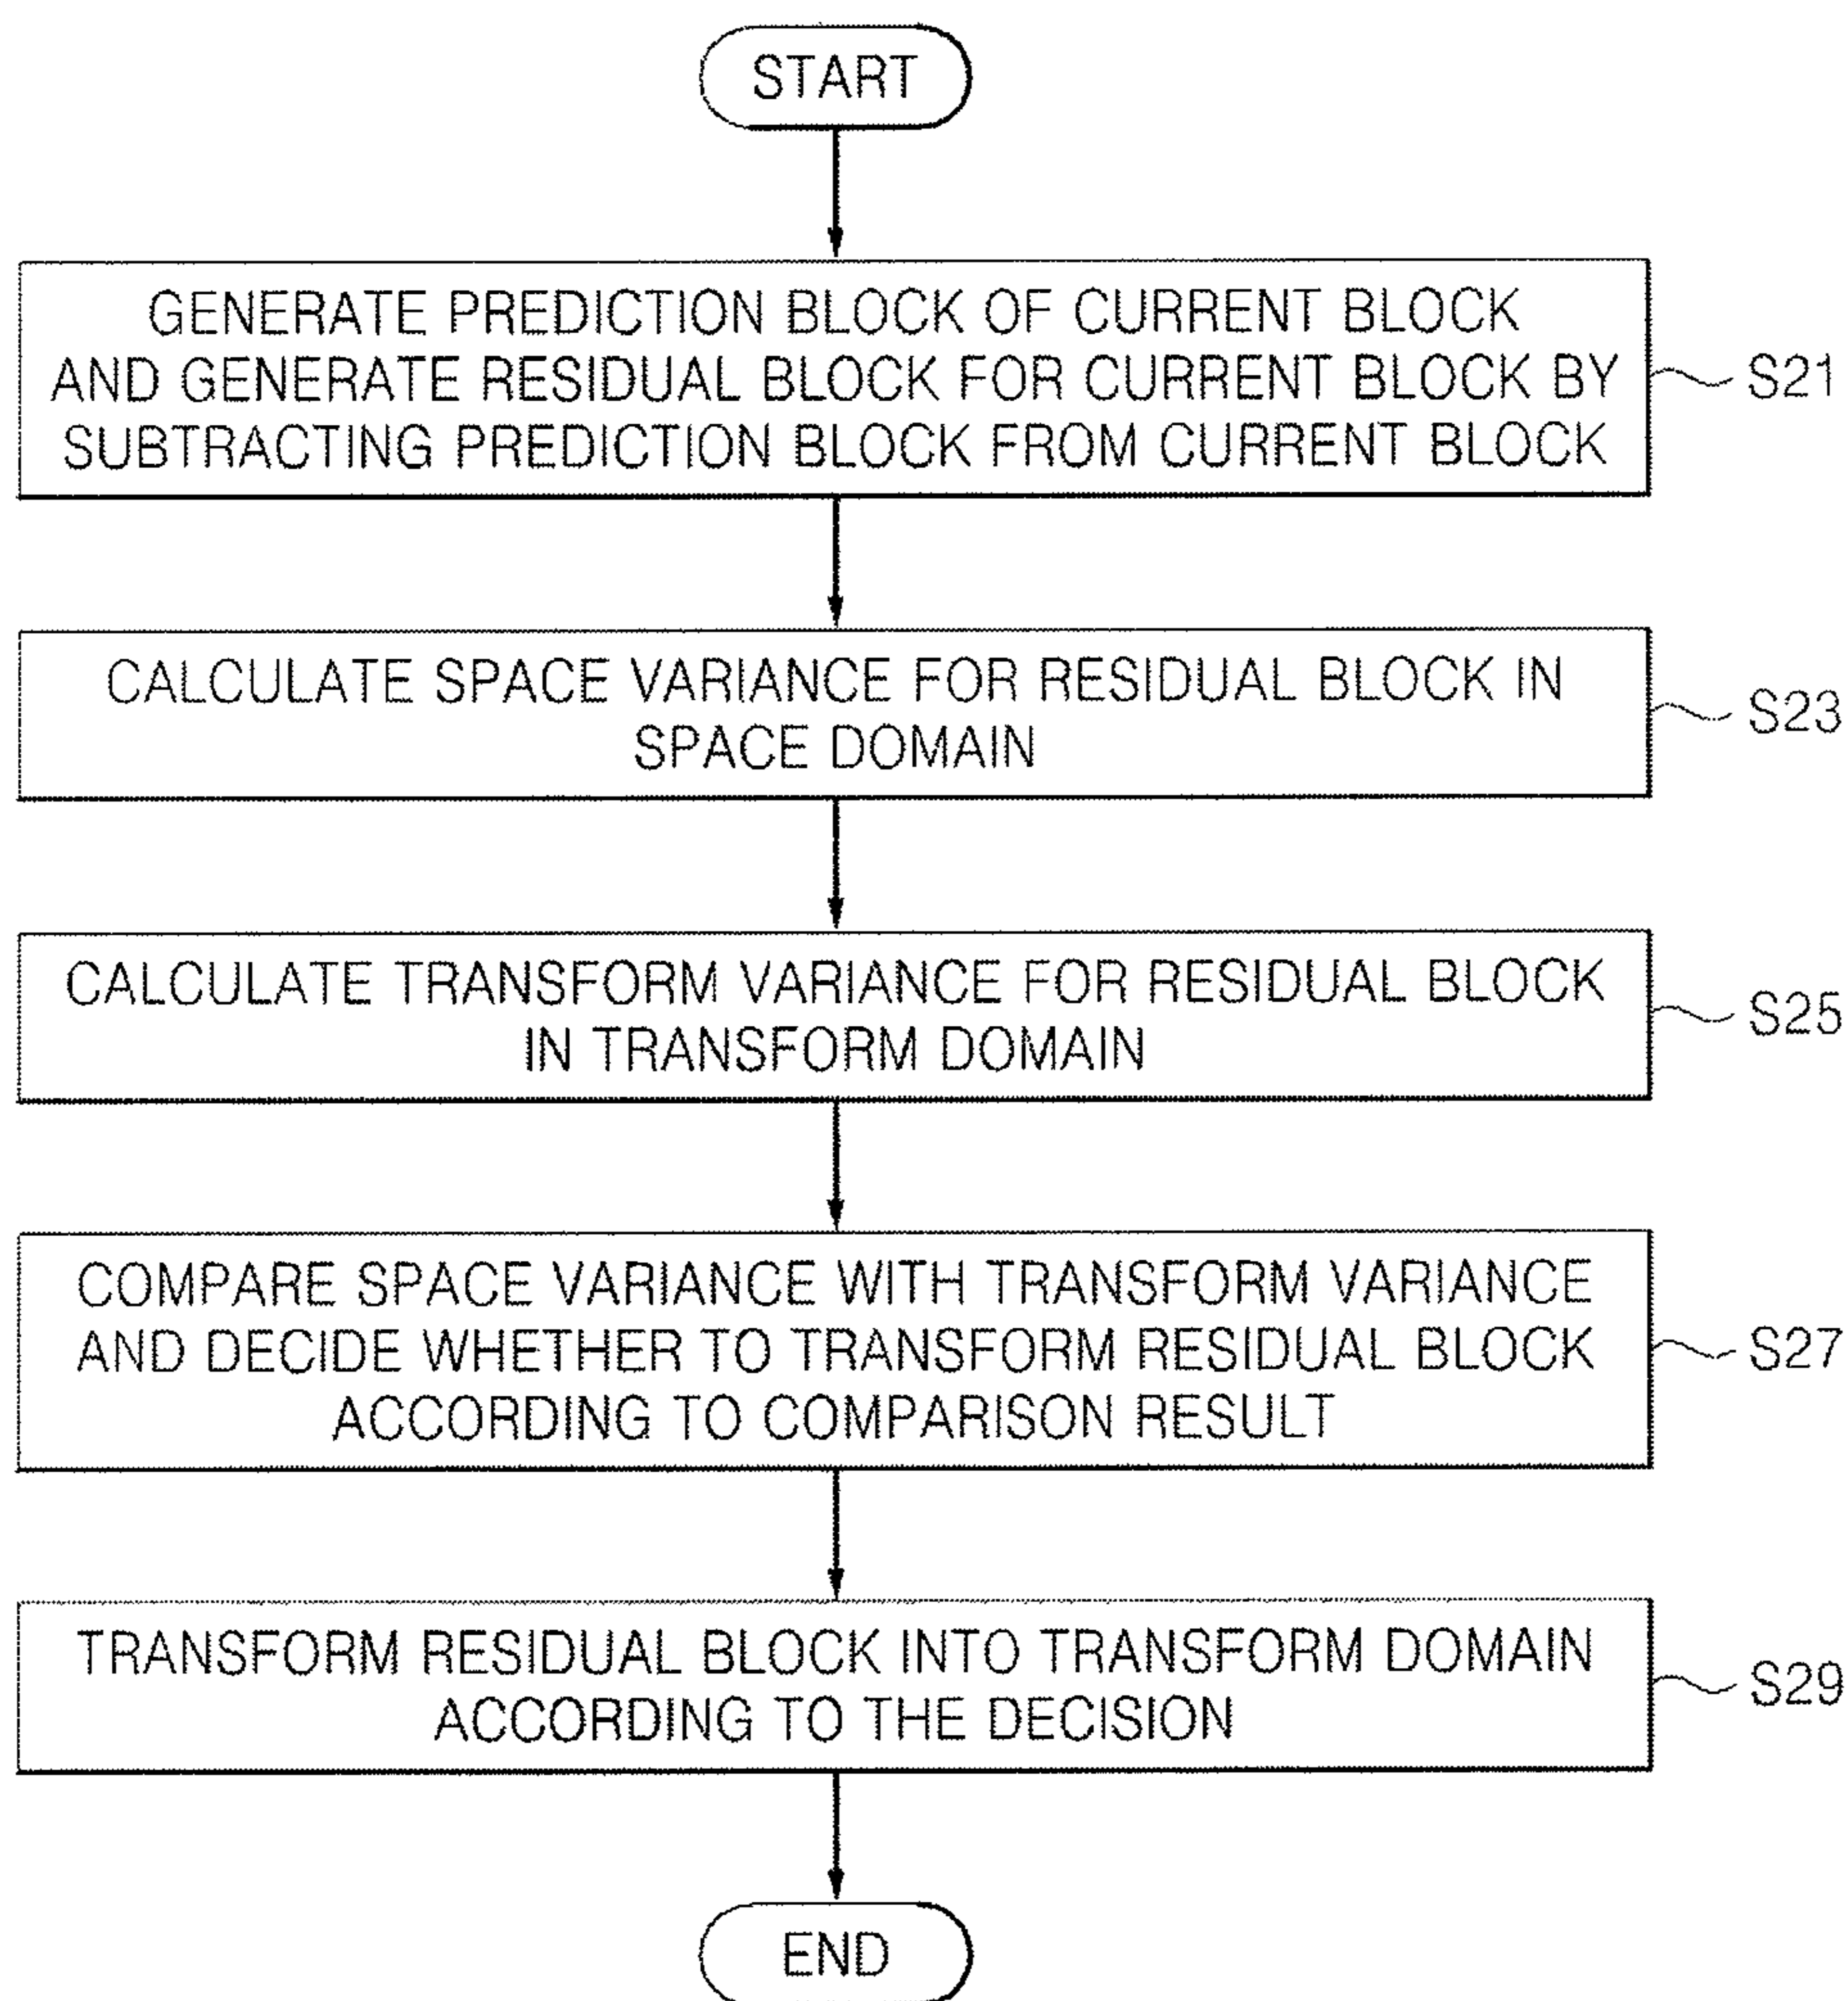 START
GENERATE PREDICTION BLOCK OF CURRENT BLOCK
AND GENERATE RESIDUAL BLOCK FOR CURRENT BLOCK BY
SUBTRACTING PREDICTION BLOCK FROM CURRENT BLOCK
S21
CALCULATE SPACE VARIANCE FOR RESIDUAL BLOCK IN
SPACE DOMAIN
S23
CALCULATE TRANSFORM VARIANCE FOR RESIDUAL BLOCK
IN TRANSFORM DOMAIN
S25
COMPARE SPACE VARIANCE WITH TRANSFORM VARIANCE
AND DECIDE WHETHER TO TRANSFORM RESIDUAL BLOCK
ACCORDING TO COMPARISON RESULT
S27
TRANSFORM RESIDUAL BLOCK INTO TRANSFORM DOMAIN
ACCORDING TO THE DECISION
S29
END